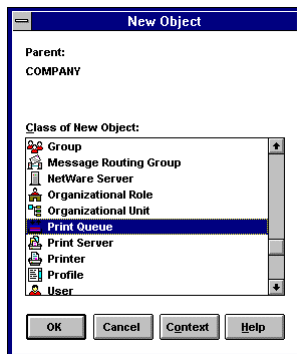 New Object
Parent:
COMPANY
Class of New Object:
Group
Message Routing Group
NetWare Server
Organizational Role
Organizational Unit
Print Queue
Print Server
Printer
Profile
User
OK
Cancel
Context
Help